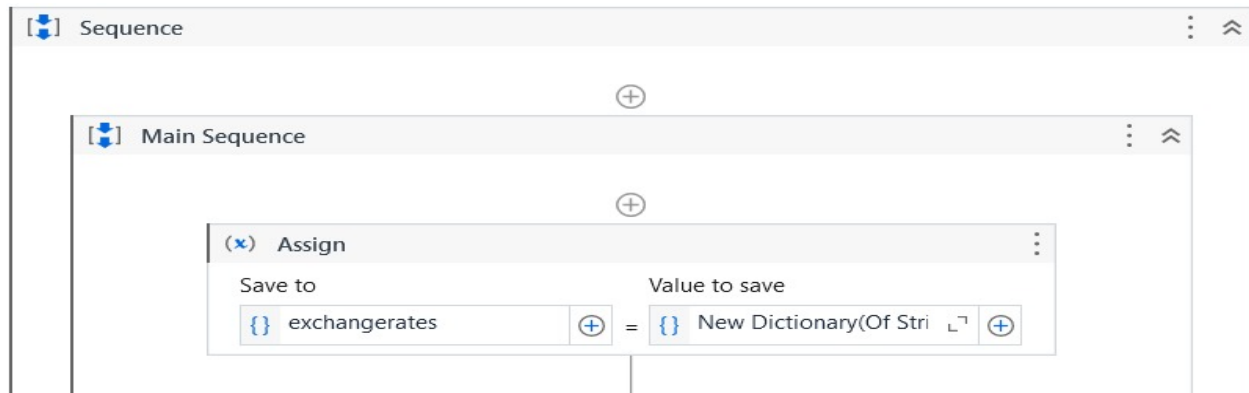 Sequence
Main Sequence
(x) Assign
Save to Value to save
{} exchangerates = {} New Dictionary(Of Stri